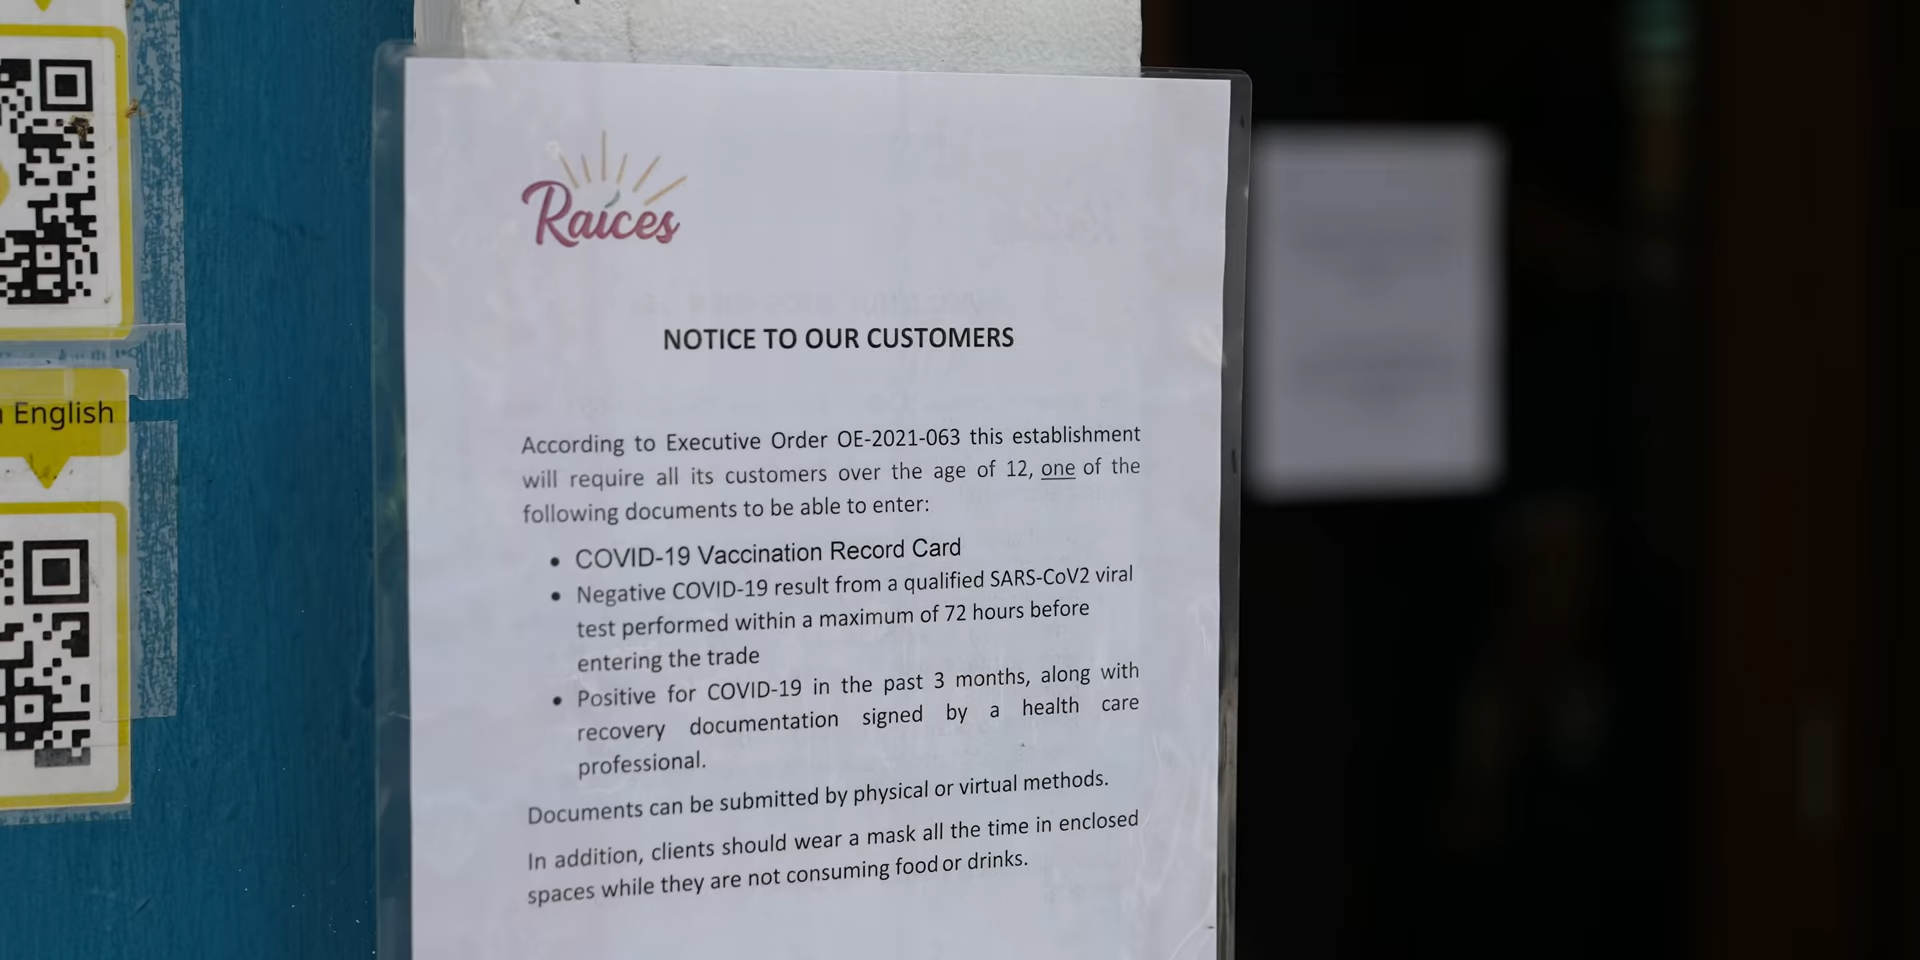 Raíces
NOTICE TO OUR CUSTOMERS
According to Executive Order OE-2021-063 this establishment
will require all its customers over the age of 12, one of the
following documents to be able to enter:
• COVID-19 Vaccination Record Card
• Negative COVID-19 result from a qualified SARS-CoV2 viral
test performed within a maximum of 72 hours before
entering the trade
• Positive for COVID-19 in the past 3 months, along with
recovery documentation signed by a health care
professional.
Documents can be submitted by physical or virtual methods.
In addition, clients should wear a mask all the time in enclosed
spaces while they are not consuming food or drinks.
English